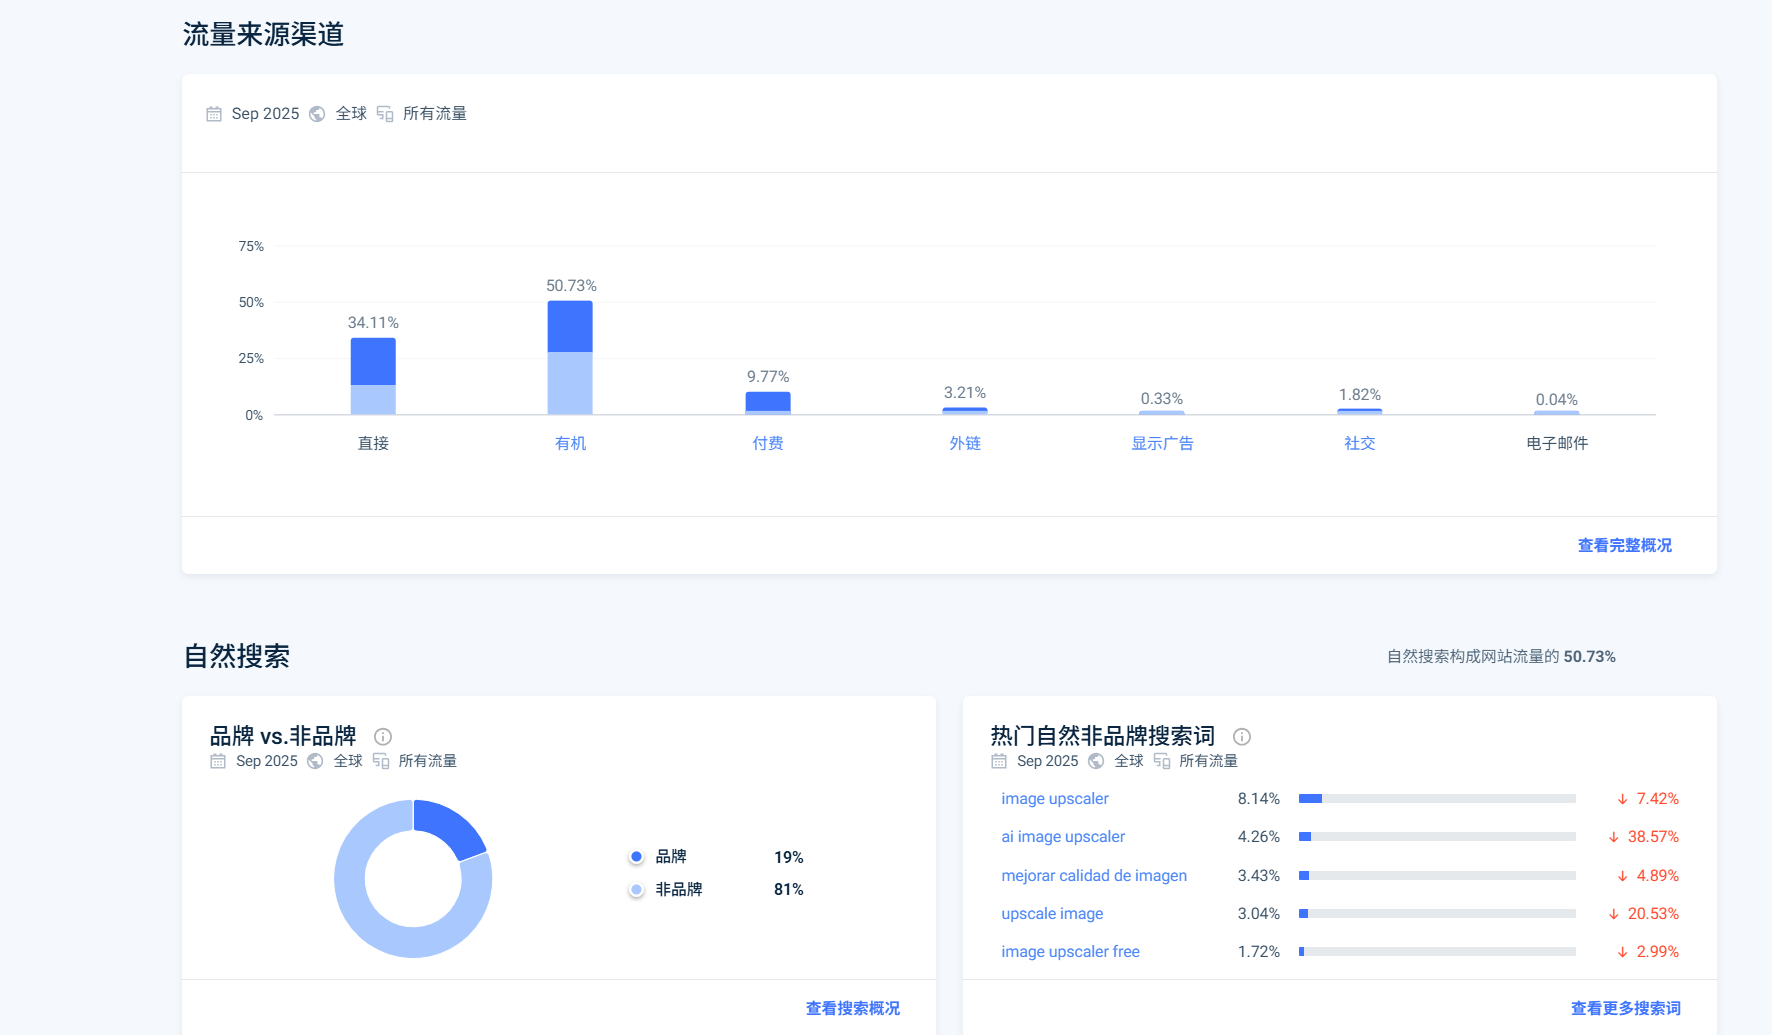 流量来源渠道
Sep 2025 全球 所有流量
75%
50%
25%
0%
34.11%
50.73%
9.77%
3.21%
0.33%
1.82%
0.04%
直接 有机 付费 外链 显示广告 社交 电子邮件
查看完整概况
自然搜索
自然搜索构成网站流量的 50.73%
品牌 vs.非品牌
Sep 2025 全球 所有流量
品牌 19%
非品牌 81%
查看搜索概况
热门自然非品牌搜索词
Sep 2025 全球 所有流量
image upscaler 8.14% ↓ 7.42%
ai image upscaler 4.26% ↓ 38.57%
mejorar calidad de imagen 3.43% ↓ 4.89%
upscale image 3.04% ↓ 20.53%
image upscaler free 1.72% ↓ 2.99%
查看更多搜索词